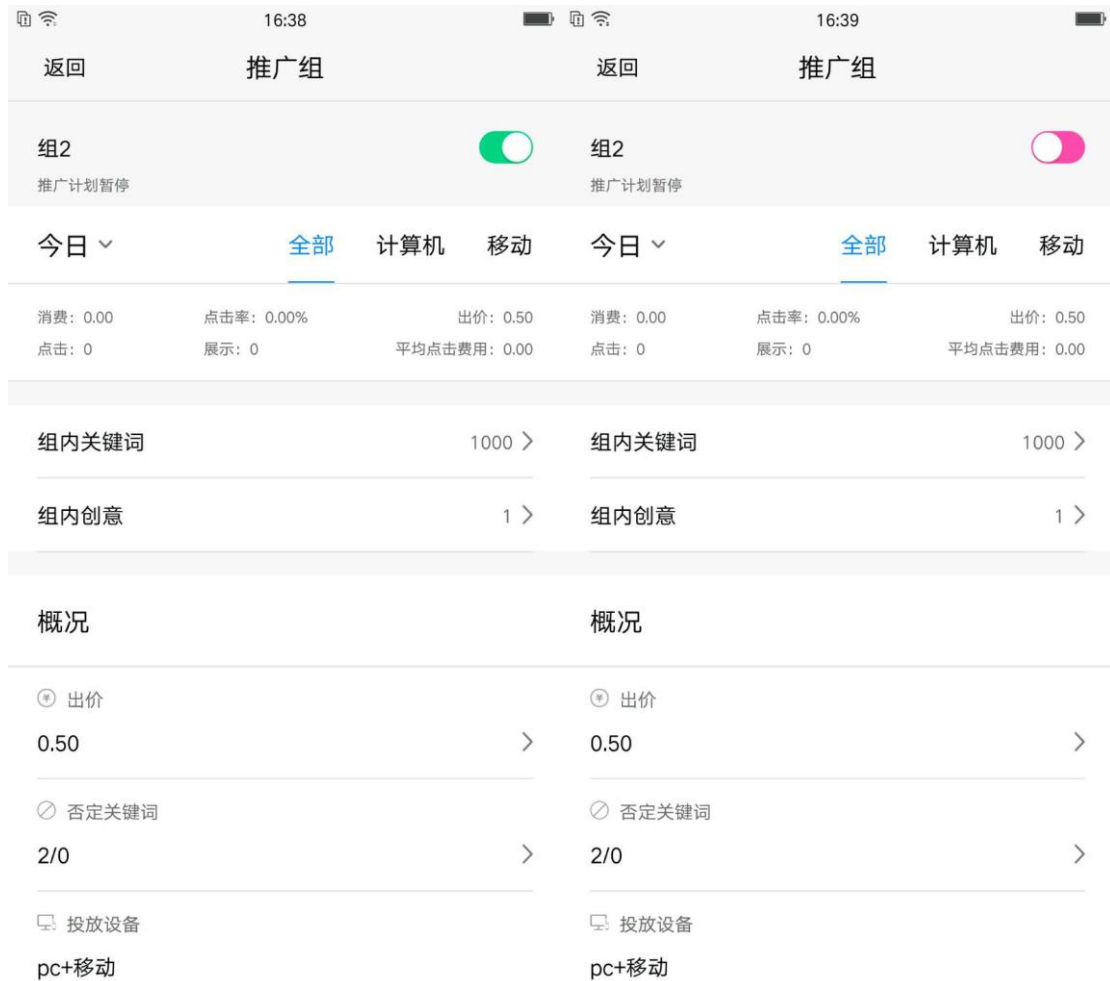 16:38
返回 推广组
组2
推广计划暂停
今日 全部 计算机 移动
消费：0.00 点击率：0.00% 出价：0.50
点击：0 展示：0 平均点击费用：0.00
组内关键词 1000
组内创意 1
概况
出价
0.50
否定关键词
2/0
投放设备
pc+移动
16:39
返回 推广组
组2
推广计划暂停
今日 全部 计算机 移动
消费：0.00 点击率：0.00% 出价：0.50
点击：0 展示：0 平均点击费用：0.00
组内关键词 1000
组内创意 1
概况
出价
0.50
否定关键词
2/0
投放设备
pc+移动